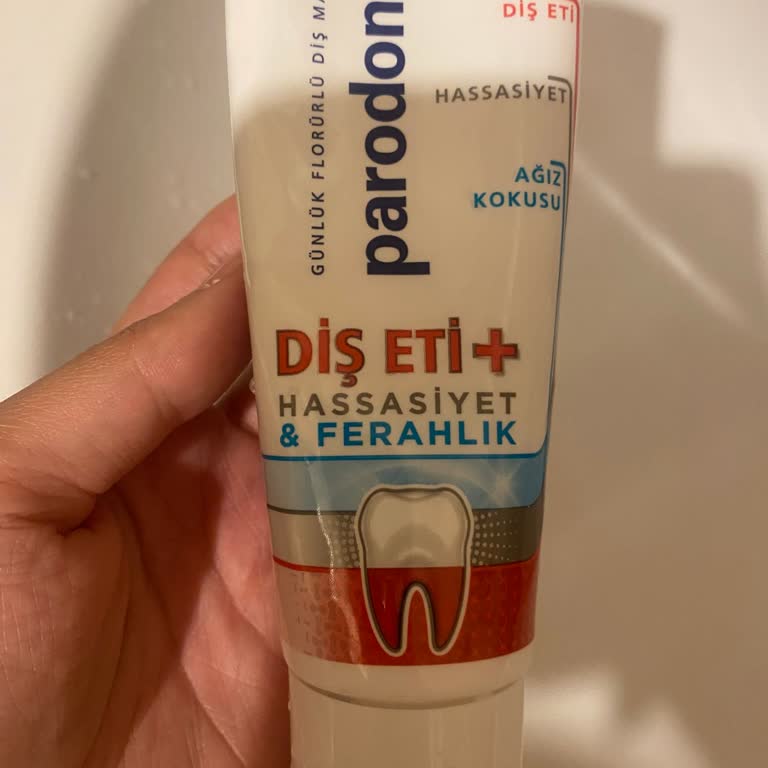 DİŞ ETİ
HASSASİYET
AĞIZ
KOKUSU
GÜNLÜK FLORÜRLÜ DİŞ
parodon
DİŞ ETİ+
HASSASİYET
& FERAHLIK